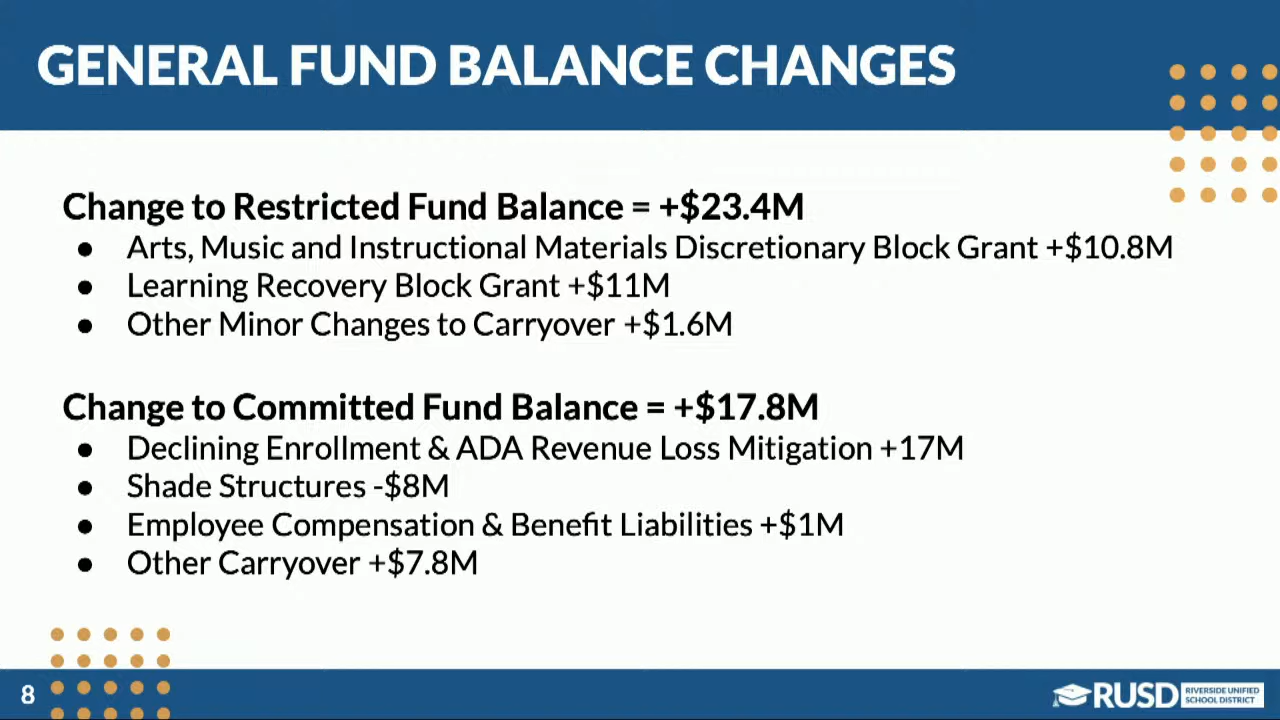 GENERAL FUND BALANCE CHANGES
Change to Restricted Fund Balance = +$23.4M
● Arts, Music and Instructional Materials Discretionary Block Grant +$10.8M
● Learning Recovery Block Grant +$11M
● Other Minor Changes to Carryover +$1.6M
Change to Committed Fund Balance = +$17.8M
● Declining Enrollment & ADA Revenue Loss Mitigation +17M
● Shade Structures -$8M
● Employee Compensation & Benefit Liabilities +$1M
● Other Carryover +$7.8M
8
RUSD
RIVERSIDE UNIFIED
SCHOOL DISTRICT